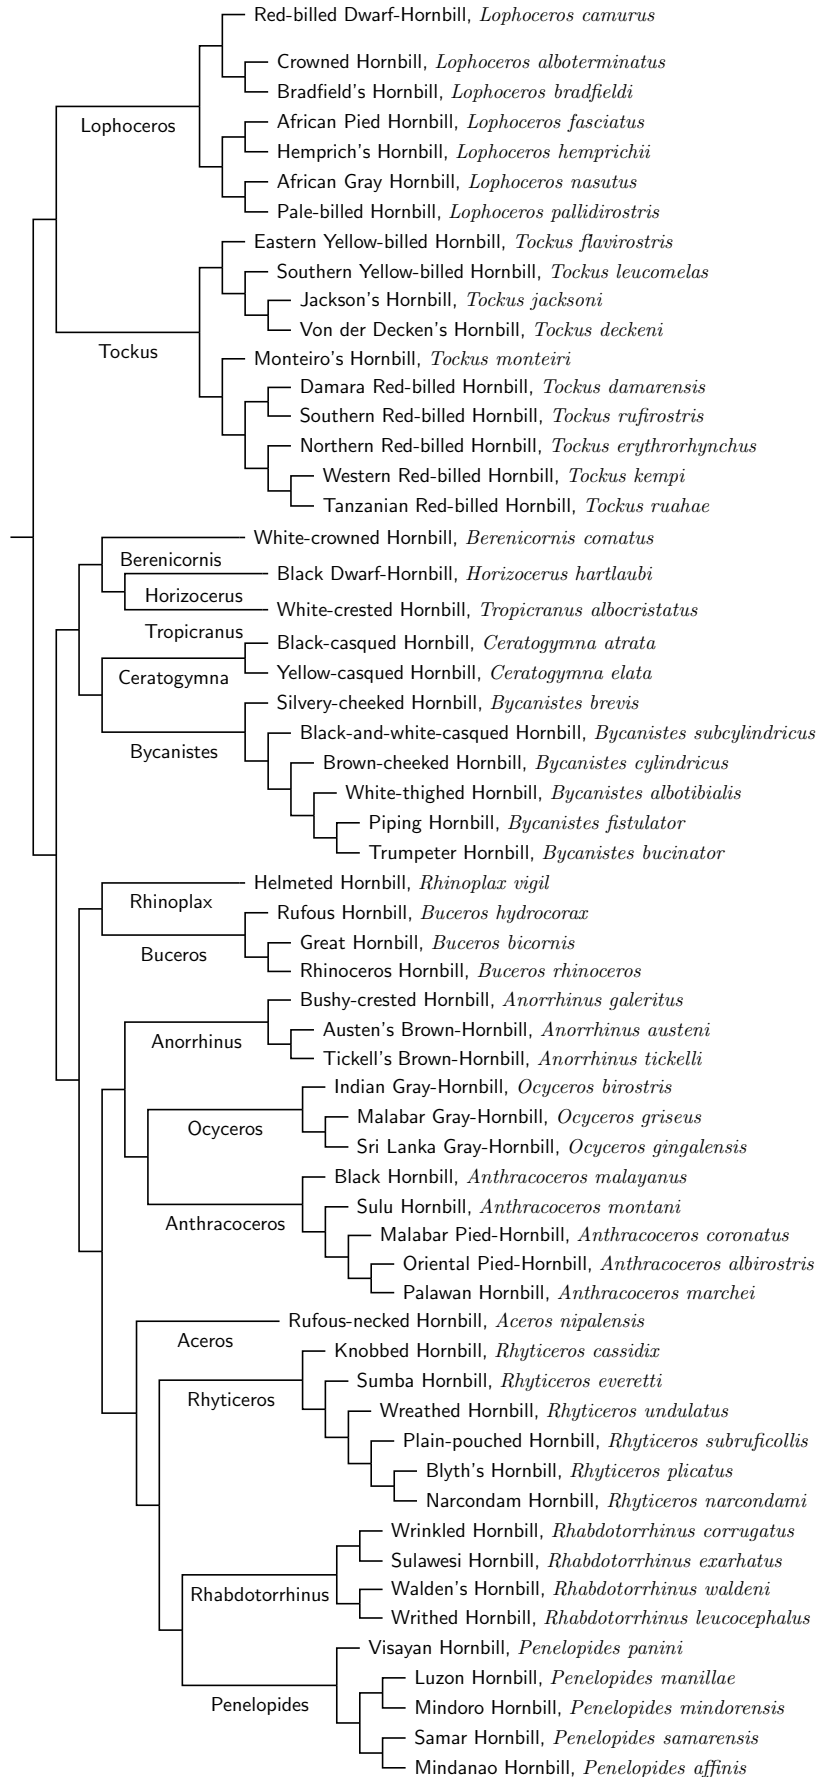 Red-billed Dwarf-Hornbill, Lophoceros camurus
Crowned Hornbill, Lophoceros alboterminatus
Bradfield's Hornbill, Lophoceros bradfieldi
Lophoceros
African Pied Hornbill, Lophoceros fasciatus
Hemprich's Hornbill, Lophoceros hemprichii
African Gray Hornbill, Lophoceros nasutus
Pale-billed Hornbill, Lophoceros pallidirostris
Eastern Yellow-billed Hornbill, Tockus flavirostris
Southern Yellow-billed Hornbill, Tockus leucomelas
Jackson's Hornbill, Tockus jacksoni
Von der Decken's Hornbill, Tockus deckeni
Tockus
Monteiro's Hornbill, Tockus monteiri
Damara Red-billed Hornbill, Tockus damarensis
Southern Red-billed Hornbill, Tockus rufirostris
Northern Red-billed Hornbill, Tockus erythrorhynchus
Western Red-billed Hornbill, Tockus kempi
Tanzanian Red-billed Hornbill, Tockus ruahae
White-crowned Hornbill, Berenicornis comatus
Berenicornis
Black Dwarf-Hornbill, Horizocerus hartlaubi
Horizocerus
White-crested Hornbill, Tropicranus albocristatus
Tropicranus
Black-casqued Hornbill, Ceratogymna atrata
Yellow-casqued Hornbill, Ceratogymna elata
Ceratogymna
Silvery-cheeked Hornbill, Bycanistes brevis
Black-and-white-casqued Hornbill, Bycanistes subcylindricus
Bycanistes
Brown-cheeked Hornbill, Bycanistes cylindricus
White-thighed Hornbill, Bycanistes albotibialis
Piping Hornbill, Bycanistes fistulator
Trumpeter Hornbill, Bycanistes bucinator
Helmeted Hornbill, Rhinoplax vigil
Rhinoplax
Rufous Hornbill, Buceros hydrocorax
Great Hornbill, Buceros bicornis
Buceros
Rhinoceros Hornbill, Buceros rhinoceros
Bushy-crested Hornbill, Anorrhinus galeritus
Austen's Brown-Hornbill, Anorrhinus austeni
Anorrhinus
Tickell's Brown-Hornbill, Anorrhinus tickelli
Indian Gray-Hornbill, Ocyceros birostris
Malabar Gray-Hornbill, Ocyceros griseus
Ocyceros
Sri Lanka Gray-Hornbill, Ocyceros gingalensis
Black Hornbill, Anthracoceros malayanus
Sulu Hornbill, Anthracoceros montani
Anthracoceros
Malabar Pied-Hornbill, Anthracoceros coronatus
Oriental Pied-Hornbill, Anthracoceros albirostris
Palawan Hornbill, Anthracoceros marchei
Rufous-necked Hornbill, Aceros nipalensis
Aceros
Knobbed Hornbill, Rhyticeros cassidix
Sumba Hornbill, Rhyticeros everetti
Rhyticeros
Wreathed Hornbill, Rhyticeros undulatus
Plain-pouched Hornbill, Rhyticeros subruficollis
Blyth's Hornbill, Rhyticeros plicatus
Narcondam Hornbill, Rhyticeros narcondami
Wrinkled Hornbill, Rhabdotorrhinus corrugatus
Sulawesi Hornbill, Rhabdotorrhinus exarhatus
Rhabdotorrhinus
Walden's Hornbill, Rhabdotorrhinus waldeni
Writhed Hornbill, Rhabdotorrhinus leucocephalus
Visayan Hornbill, Penelopides panini
Luzon Hornbill, Penelopides manillae
Penelopides
Mindoro Hornbill, Penelopides mindorensis
Samar Hornbill, Penelopides samarensis
Mindanao Hornbill, Penelopides affinis